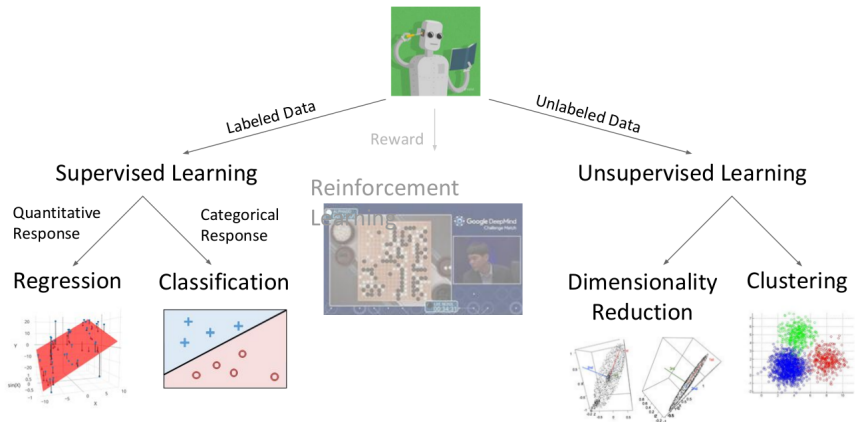 Labeled Data
Unlabeled Data
Reward
Supervised Learning
Reinforcement
Learning
Unsupervised Learning
Quantitative
Response
Categorical
Response
Google DeepMind
Challenge Match
Regression
Classification
Dimensionality
Reduction
Clustering
Y
sin(X)
X